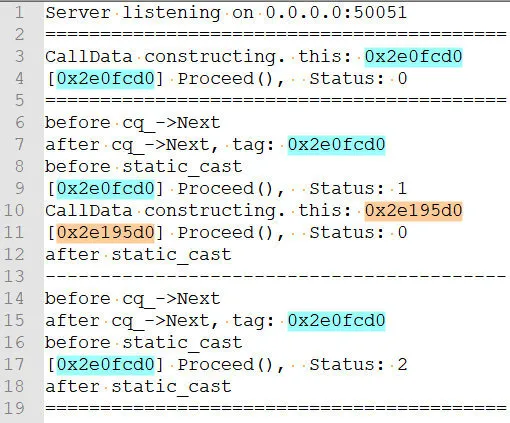 1 Server listening on 0.0.0.0:50051
2 ===========================================
3 CallData constructing. this: 0x2e0fcd0
4 [0x2e0fcd0] Proceed(), Status: 0
5 ===========================================
6 before cq_->Next
7 after cq_->Next, tag: 0x2e0fcd0
8 before static_cast
9 [0x2e0fcd0] Proceed(), Status: 1
10 CallData constructing. this: 0x2e195d0
11 [0x2e195d0] Proceed(), Status: 0
12 after static_cast
13 -------------------------------------------
14 before cq_->Next
15 after cq_->Next, tag: 0x2e0fcd0
16 before static_cast
17 [0x2e0fcd0] Proceed(), Status: 2
18 after static_cast
19 ===========================================